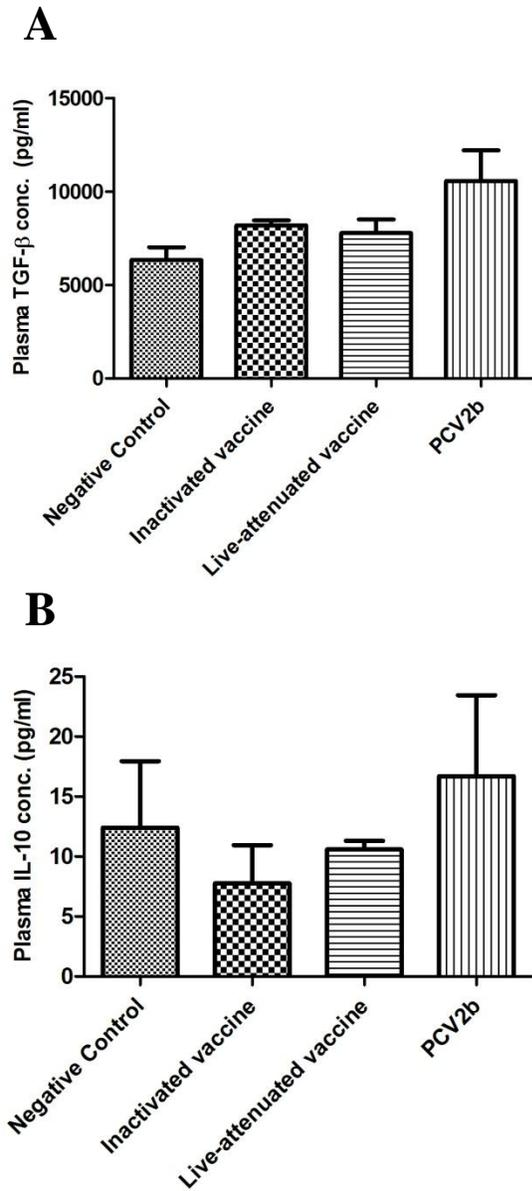 A
Plasma TGF-β conc. (pg/ml)
15000
10000
5000
0
Negative Control
Inactivated vaccine
Live-attenuated vaccine
PCV2b
B
Plasma IL-10 conc. (pg/ml)
25
20
15
10
5
0
Negative Control
Inactivated vaccine
Live-attenuated vaccine
PCV2b